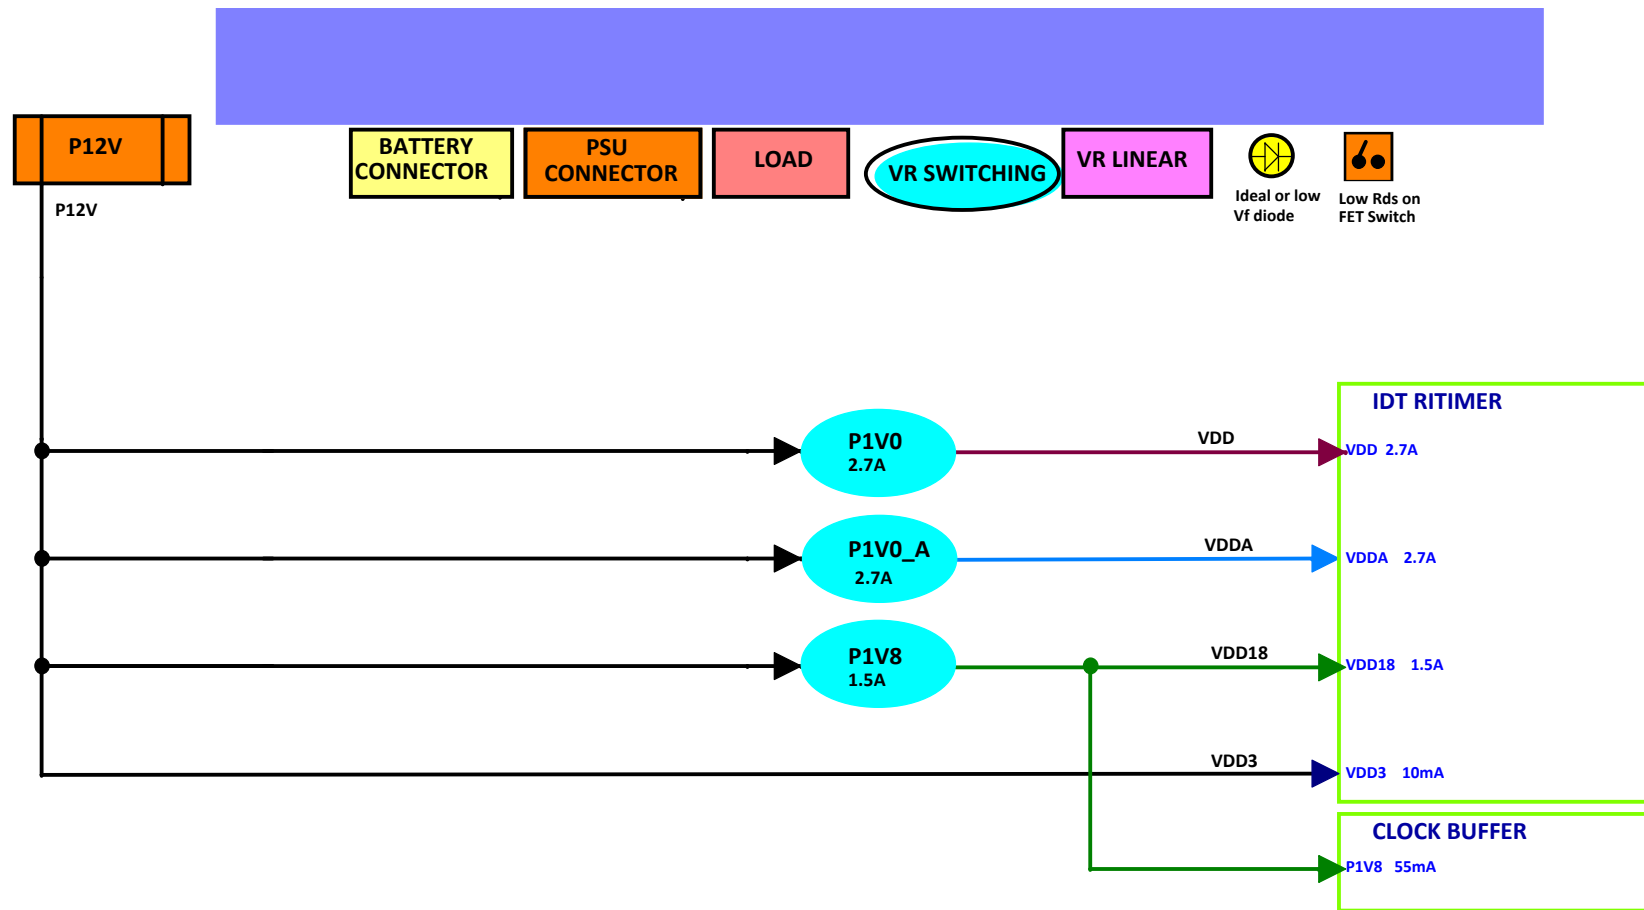 P12V
P12V
BATTERY
CONNECTOR
PSU
CONNECTOR
LOAD
VR SWITCHING
VR LINEAR
Ideal or low
Vf diode
Low Rds on
FET Switch
IDT RITIMER
P1V0
2.7A
VDD
VDD 2.7A
P1V0_A
2.7A
VDDA
VDDA 2.7A
P1V8
1.5A
VDD18
VDD18 1.5A
VDD3
VDD3 10mA
CLOCK BUFFER
P1V8 55mA